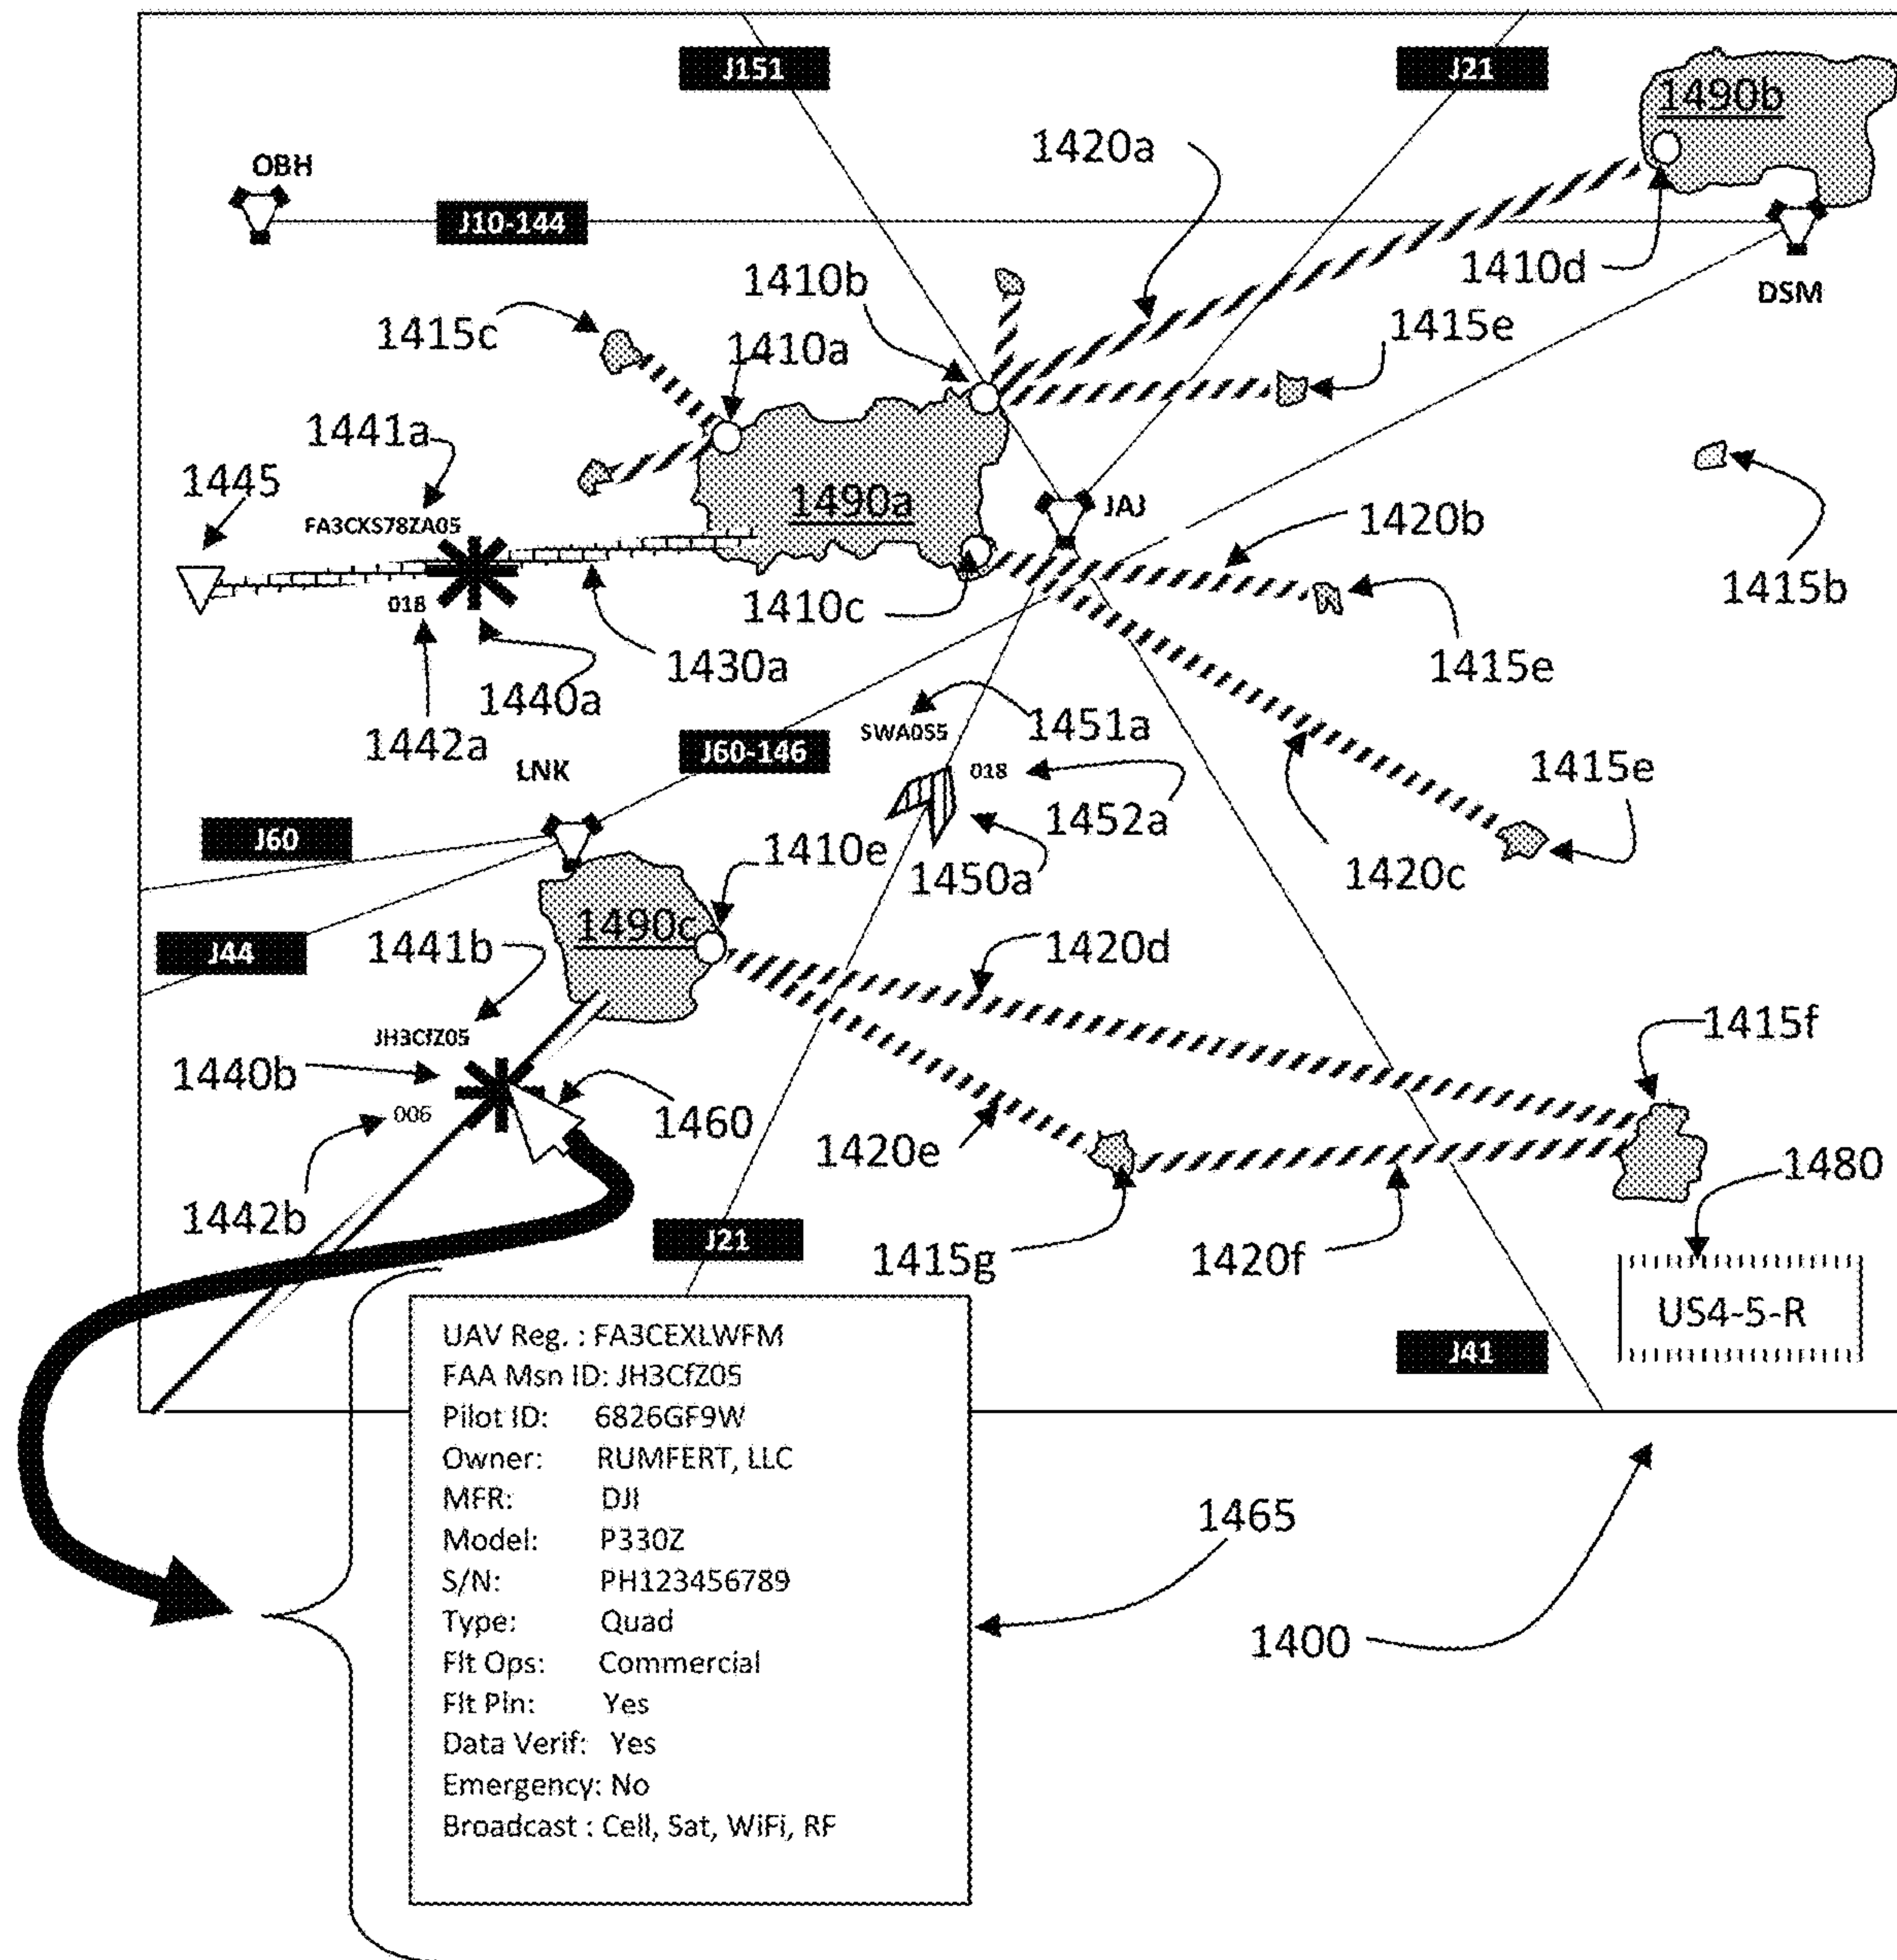 J151
J21
1490b
1420a
OBH
J10-144
1410b
1410d
DSM
1415c
1410a
1415e
1441a
1445
FA3CXS78ZA05
1490a
JAJ
1420b
018
1410c
1415b
1430a
1440a
1415e
1442a
SWA055
1451a
J60-146
LNK
018
1415e
1452a
J60
1410e
1450a
1420c
1490c
J44
1441b
1420d
JH3CfZ05
1415f
1440b
006
1460
1420e
1480
1442b
J21
1415g
1420f
US4-5-R
J41
UAV Reg. : FA3CEXLWFM
FAA Msn ID: JH3CfZ05
Pilot ID: 6826GF9W
Owner: RUMFERT, LLC
MFR: DJI
Model: P330Z
S/N: PH123456789
Type: Quad
Flt Ops: Commercial
Flt Pln: Yes
Data Verif: Yes
Emergency: No
Broadcast : Cell, Sat, WiFi, RF
1465
1400